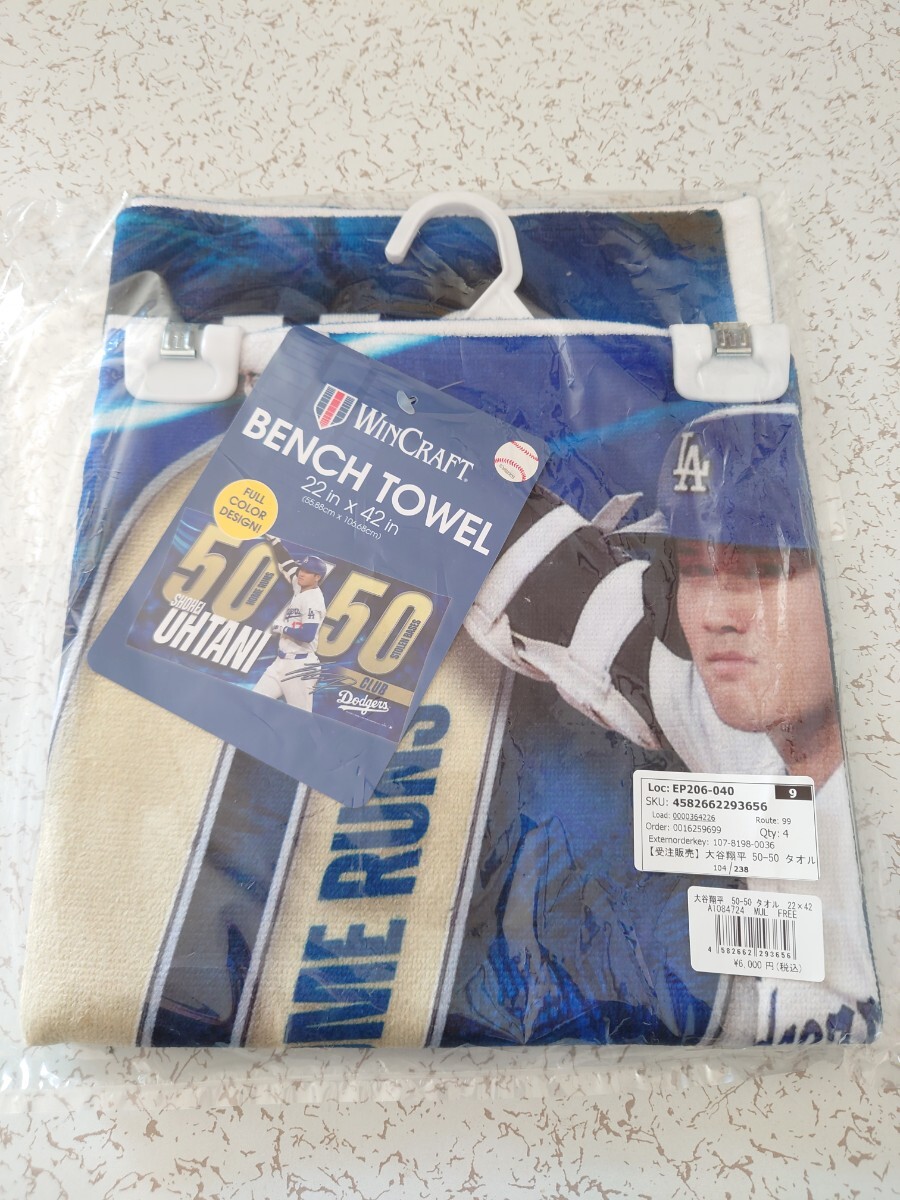 WINCRAFT®
BENCH TOWEL
22 in x 42 in
(55.88cm x 106.68cm)
FULL
COLOR
DESIGN!
50
HOME RUNS
50
STOLEN BASES
SHOHEI
OHTANI
LA
CLUB
Dodgers
LA
OME RUNS
Loc: EP206-040
9
SKU: 4582662293656
Load: 0000364226
Route: 99
Order: 0016259699
Qty: 4
Externorderkey: 107-8198-0036
【受注販売】大谷翔平 50-50 タオル
104 / 238
大谷翔平 50-50 タオル 22×42
AI084724 MUL FREE
4 582662 293656
¥6,000 円(税込)